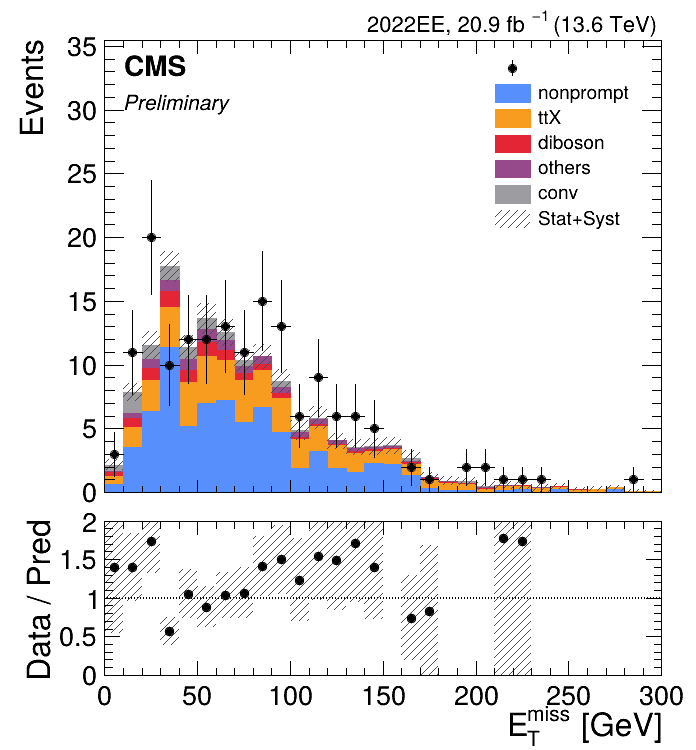 2022EE, 20.9 fb⁻¹ (13.6 TeV)
CMS
Preliminary
Events
35
30
25
20
15
10
5
0
nonprompt
ttX
diboson
others
conv
Stat+Syst
Data / Pred
2
1.5
1
0.5
0
0 50 100 150 200 250 300
E_T^miss [GeV]